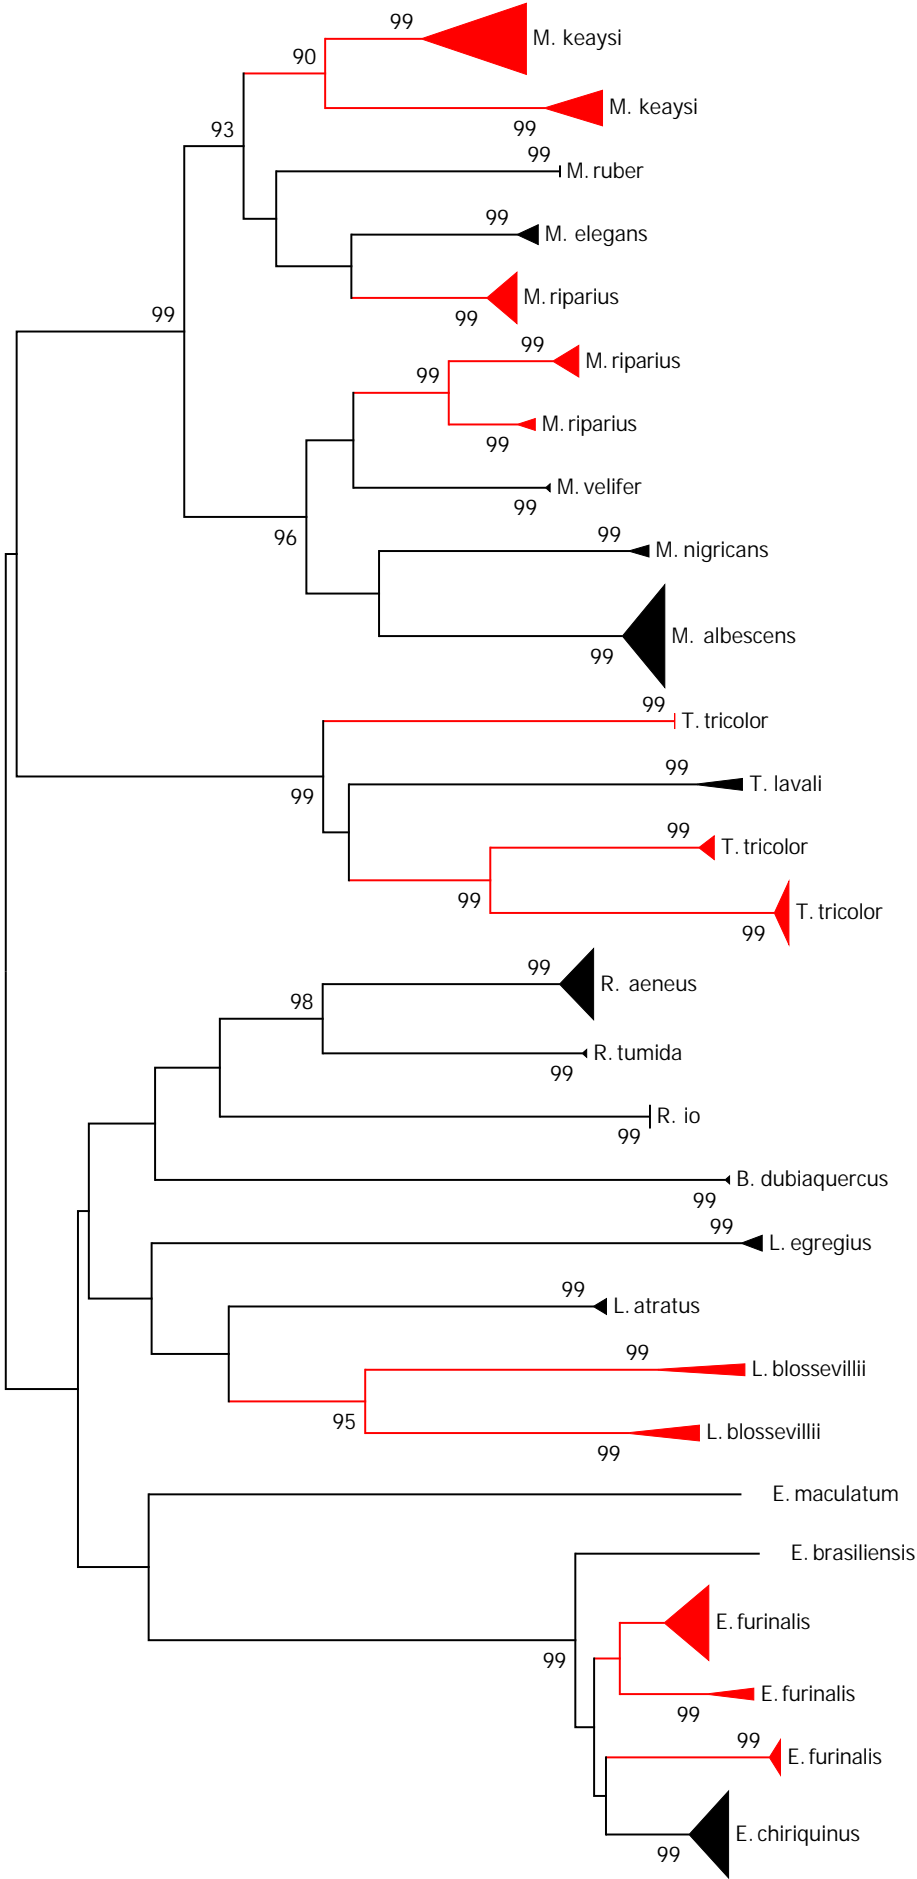 99
M. keaysi
90
M. keaysi
99
93
99
M. ruber
99
M. elegans
M. riparius
99
99
99
M. riparius
99
M. riparius
99
M. velifer
99
96
99
M. nigricans
M. albescens
99
99
T. tricolor
99
T. lavali
99
99
T. tricolor
99
T. tricolor
99
99
R. aeneus
98
R. tumida
99
R. io
99
B. dubiaquercus
99
99
L. egregius
99
L. atratus
99
L. blossevillii
95
L. blossevillii
99
E. maculatum
E. brasiliensis
E. furinalis
99
E. furinalis
99
99
E. furinalis
E. chiriquinus
99